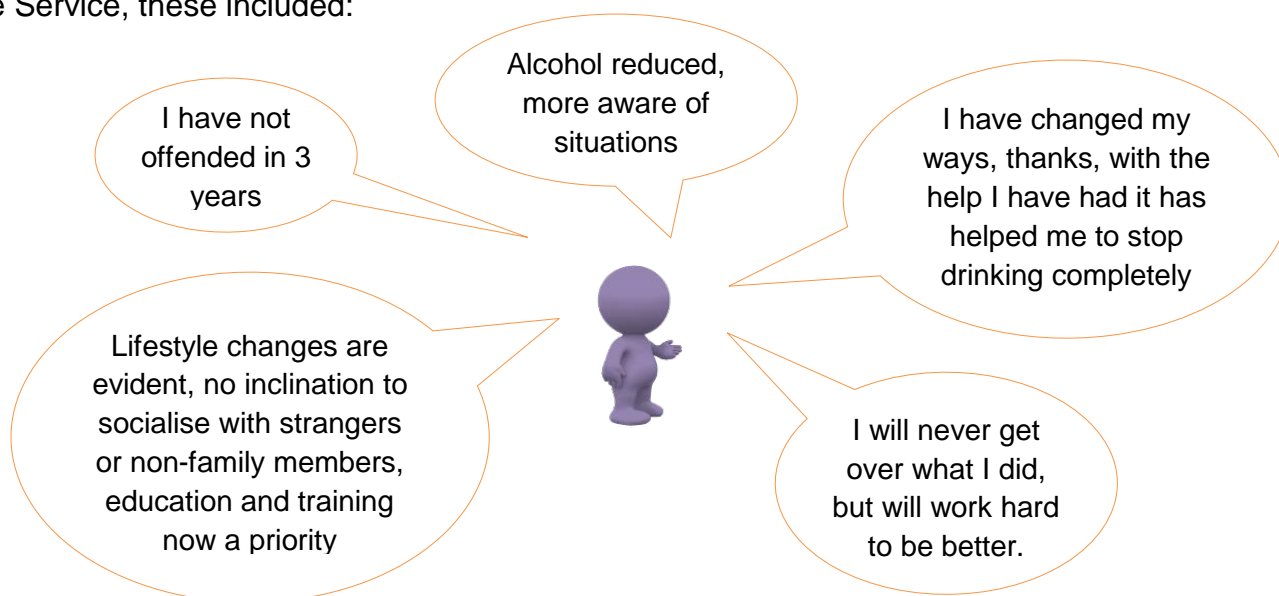 e Service, these included:
Alcohol reduced,
more aware of
situations
I have not
offended in 3
years
I have changed my
ways, thanks, with the
help I have had it has
helped me to stop
drinking completely
Lifestyle changes are
evident, no inclination to
socialise with strangers
or non-family members,
education and training
now a priority
I will never get
over what I did,
but will work hard
to be better.